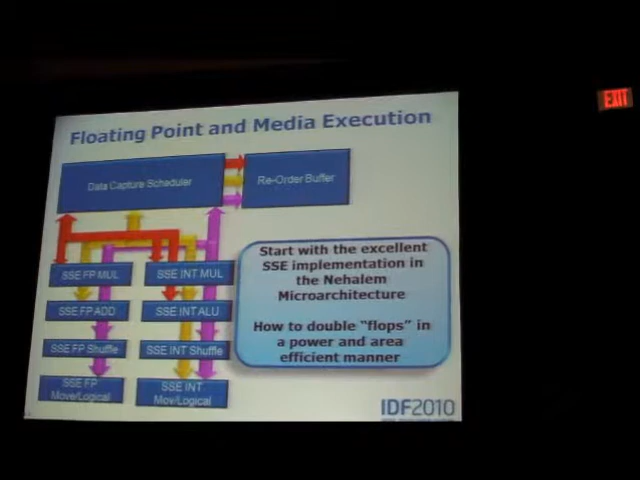 EXIT
Floating Point and Media Execution
Data Capture Scheduler
Re-Order Buffer
SSE FP MUL
SSE INT MUL
SSE FP ADD
SSE INT ALU
SSE FP Shuffle
SSE INT Shuffle
SSE FP
Move/Logical
SSE INT
Mov/Logical
Start with the excellent
SSE implementation in
the Nehalem
Microarchitecture
How to double "flops" in
a power and area
efficient manner
IDF2010